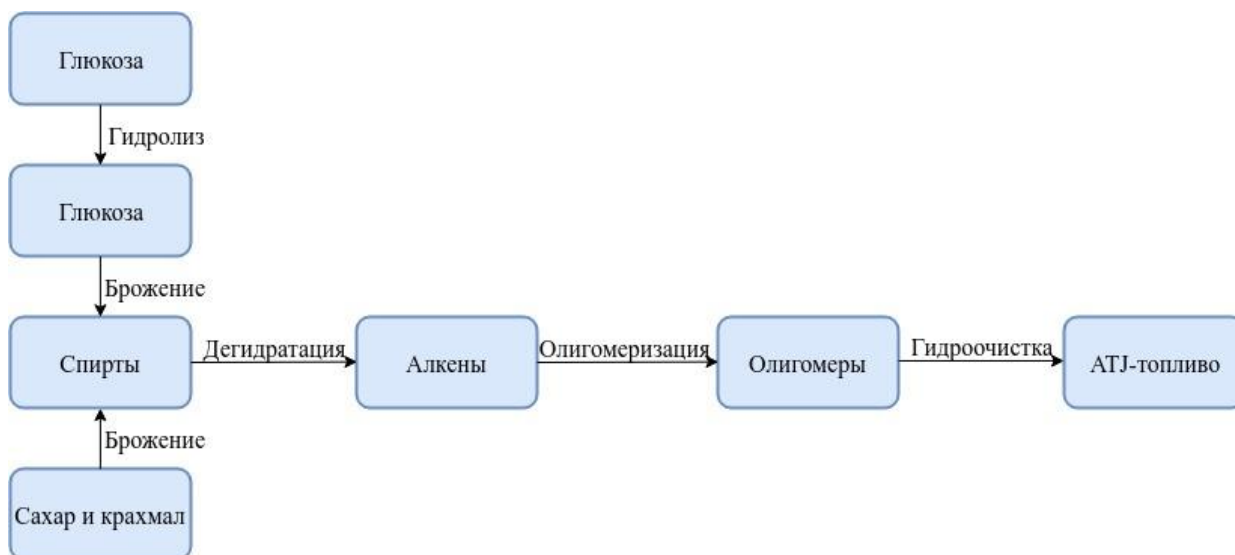 Глюкоза
Гидролиз
Глюкоза
Брожение
Спирты
Дегидратация
Алкены
Олигомеризация
Олигомеры
Гидроочистка
ATJ-топливо
Брожение
Сахар и крахмал